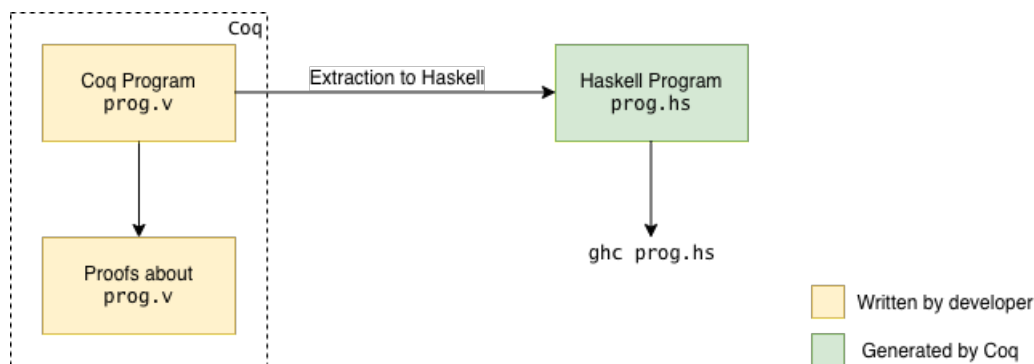 Coq
Coq Program
prog.v
Extraction to Haskell
Haskell Program
prog.hs
Proofs about
prog.v
ghc prog.hs
Written by developer
Generated by Coq